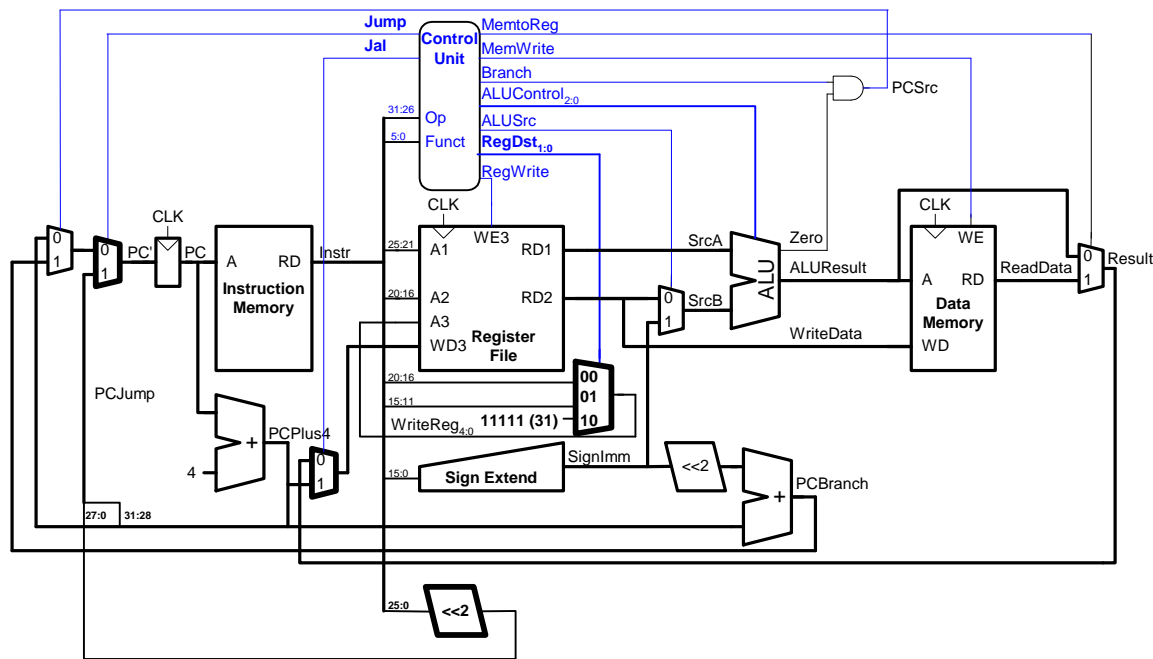 Jump
MemtoReg
Control
Unit
Jal
MemWrite
Branch
PCSrc
ALUControl2:0
31:26
Op
ALUSrc
5:0
Funct
RegDst1:0
RegWrite
CLK
CLK
CLK
0
1
0
1
PC'
PC
A
RD
Instruction
Memory
Instr
25:21
A1
WE3
RD1
SrcA
Zero
WE
0
1
Result
20:16
A2
RD2
0
1
SrcB
ALU
ALUResult
A
RD
ReadData
Data
Memory
A3
WD3
Register
File
WriteData
WD
20:16
00
15:11
01
PCJump
WriteReg4:0
11111 (31)
10
PCPlus4
+
4
0
1
SignImm
15:0
Sign Extend
<<2
PCBranch
+
27:0
31:28
25:0
<<2